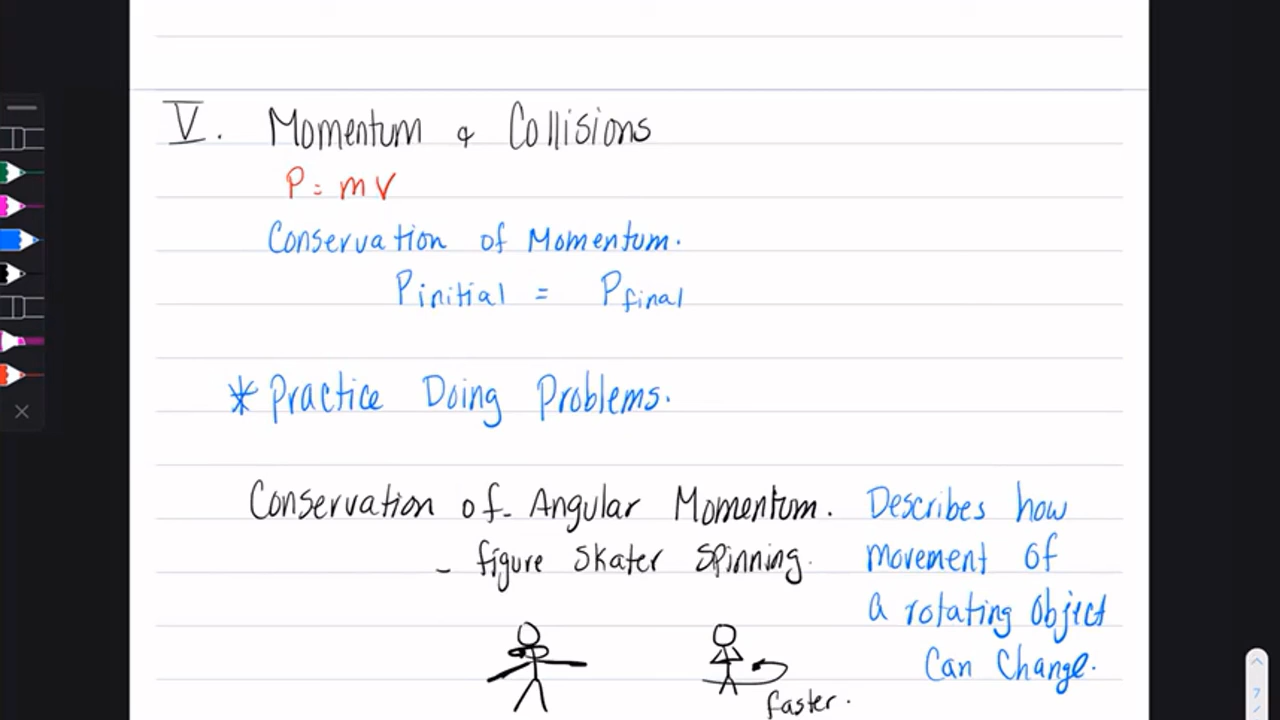 V. Momentum & Collisions
P = mv
Conservation of Momentum.
Pinitial = Pfinal
* Practice Doing Problems.
Conservation of Angular Momentum.
- figure skater spinning.
Describes how
movement of
a rotating object
can change.
faster.
7